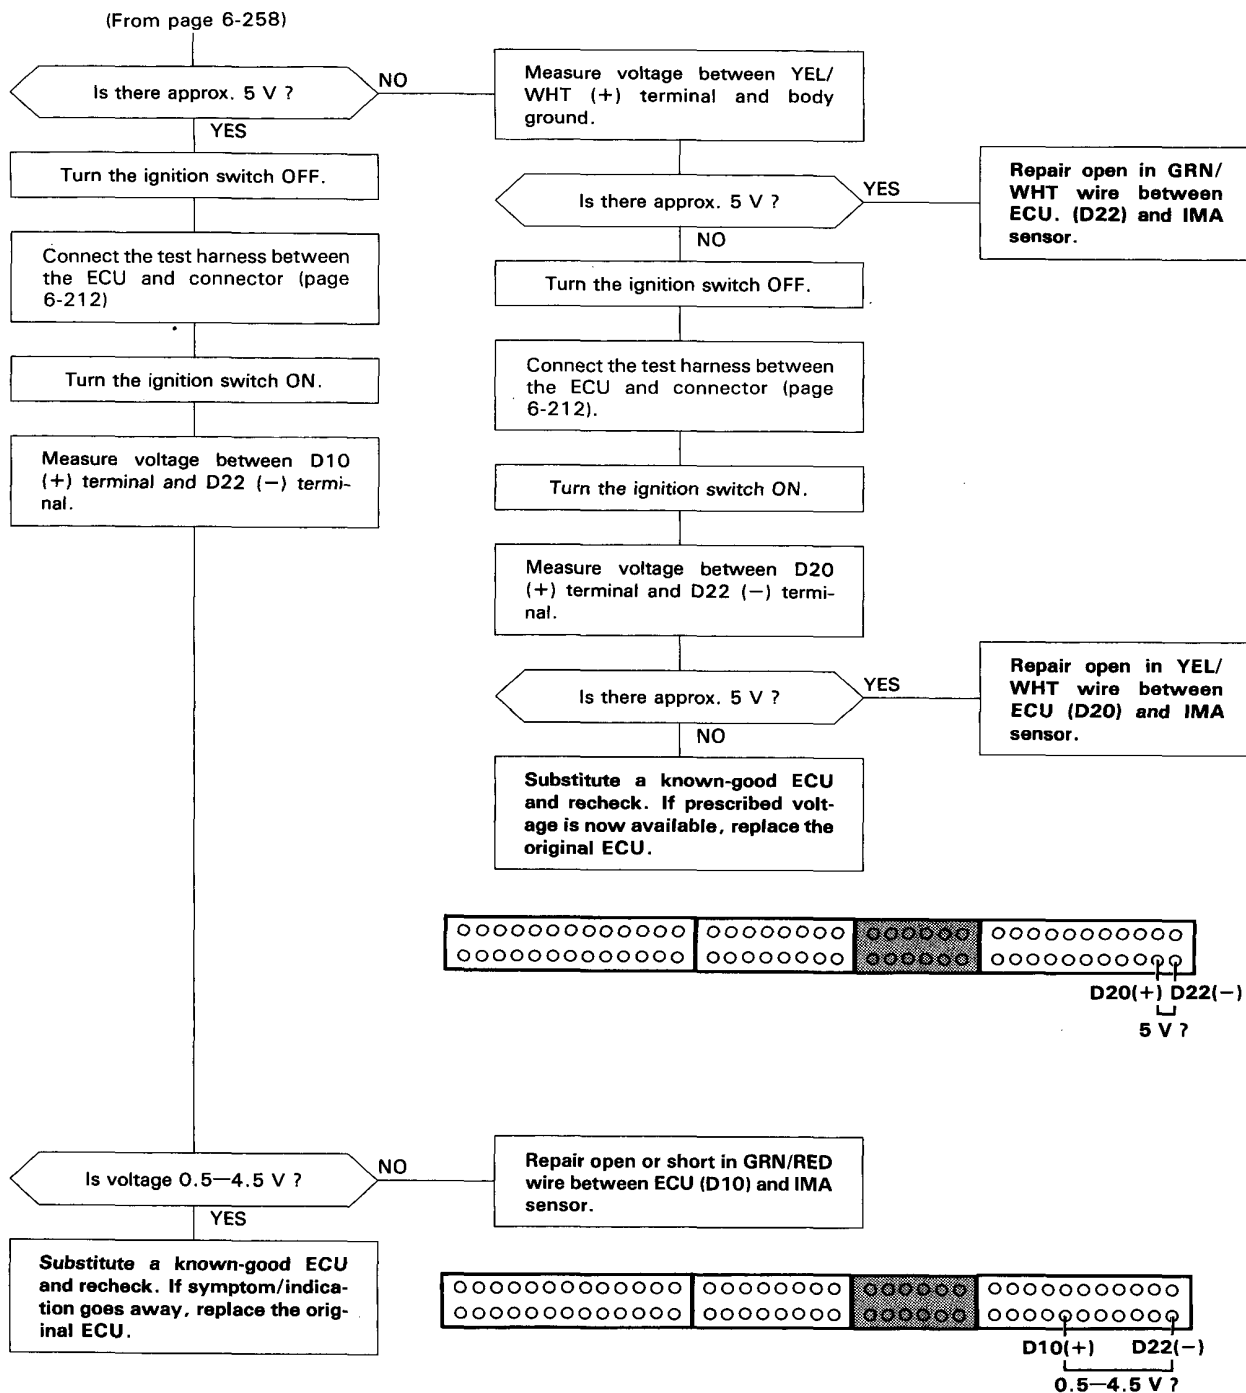 (From page 6-258)
Is there approx. 5 V ?
NO
YES
Turn the ignition switch OFF.
Connect the test harness between
the ECU and connector (page
6-212)
Turn the ignition switch ON.
Measure voltage between D10
(+) terminal and D22 (−) termi-
nal.
Measure voltage between YEL/
WHT (+) terminal and body
ground.
Is there approx. 5 V ?
YES
Repair open in GRN/
WHT wire between
ECU. (D22) and IMA
sensor.
NO
Turn the ignition switch OFF.
Connect the test harness between
the ECU and connector (page
6-212).
Turn the ignition switch ON.
Measure voltage between D20
(+) terminal and D22 (−) termi-
nal.
Is there approx. 5 V ?
YES
Repair open in YEL/
WHT wire between
ECU (D20) and IMA
sensor.
NO
Substitute a known-good ECU
and recheck. If prescribed volt-
age is now available, replace the
original ECU.
D20(+) D22(−)
5 V ?
Is voltage 0.5—4.5 V ?
NO
Repair open or short in GRN/RED
wire between ECU (D10) and IMA
sensor.
YES
Substitute a known-good ECU
and recheck. If symptom/indica-
tion goes away, replace the orig-
inal ECU.
D10(+) D22(−)
0.5—4.5 V ?